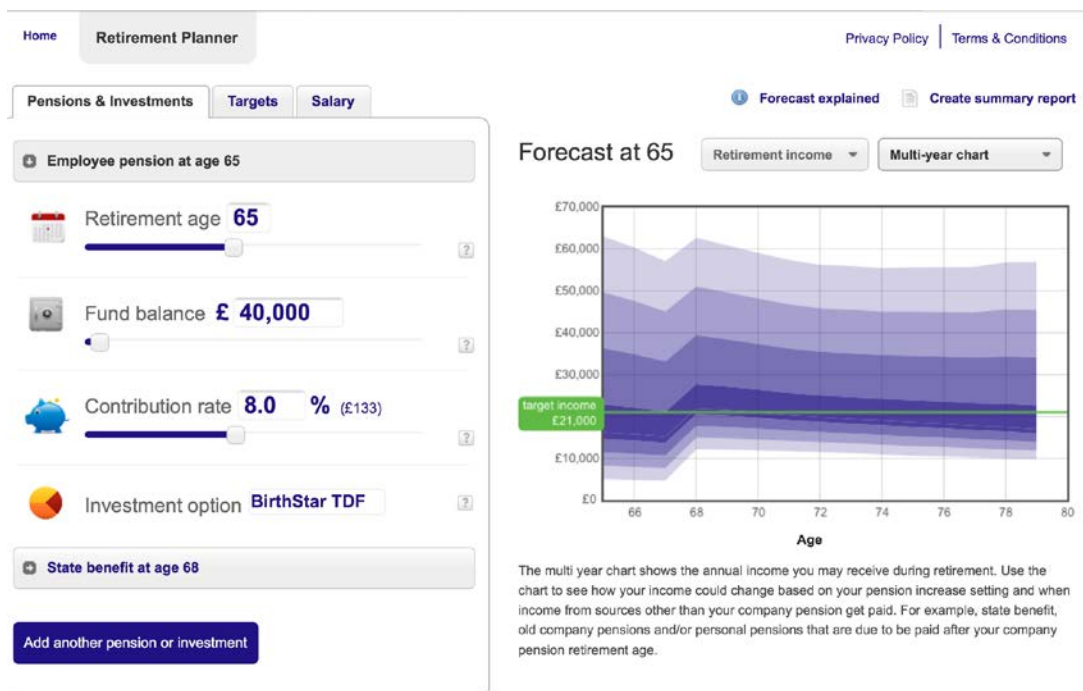 Home
Retirement Planner
Privacy Policy
Terms & Conditions
Pensions & Investments
Targets
Salary
Forecast explained
Create summary report
Employee pension at age 65
Retirement age 65
?
Fund balance £ 40,000
?
Contribution rate 8.0 % (£133)
?
Investment option BirthStar TDF
?
State benefit at age 68
Add another pension or investment
Forecast at 65
Retirement income
Multi-year chart
£70,000
£60,000
£50,000
£40,000
£30,000
target income
£21,000
£10,000
£0
66 68 70 72 74 76 78 80
Age
The multi year chart shows the annual income you may receive during retirement. Use the
chart to see how your income could change based on your pension increase setting and when
income from sources other than your company pension get paid. For example, state benefit,
old company pensions and/or personal pensions that are due to be paid after your company
pension retirement age.